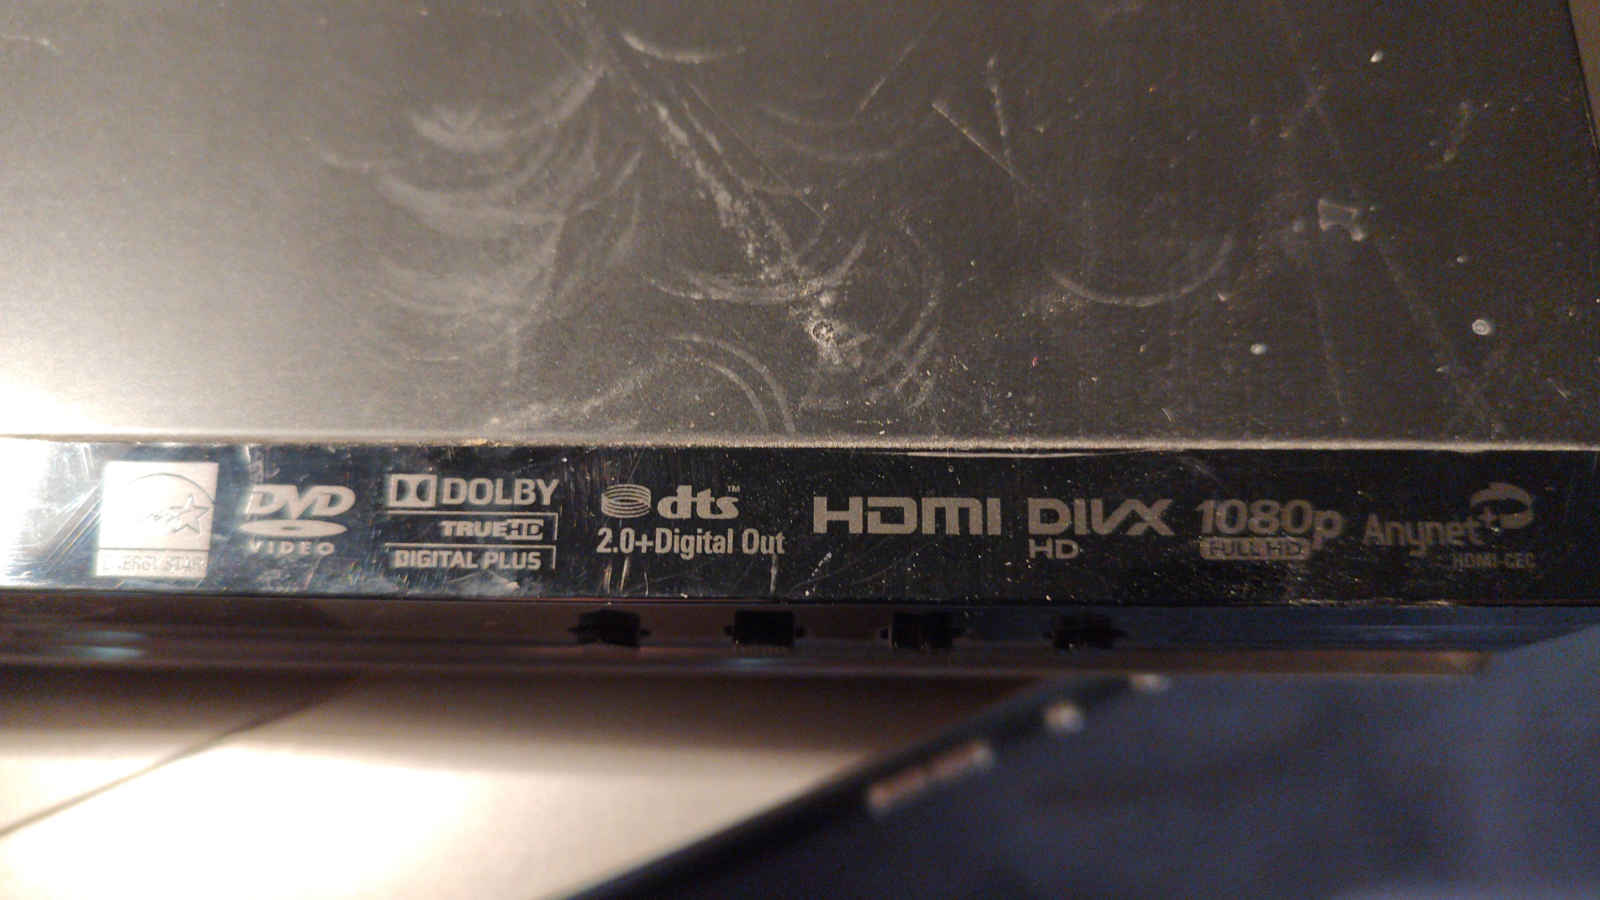 ENERGY STAR
DVD
VIDEO
DOLBY
TRUEHD
DIGITAL PLUS
dts™
2.0+Digital Out
HDMI
DIVX
HD
1080p
FULL HD
Anynet+
HDMI-CEC